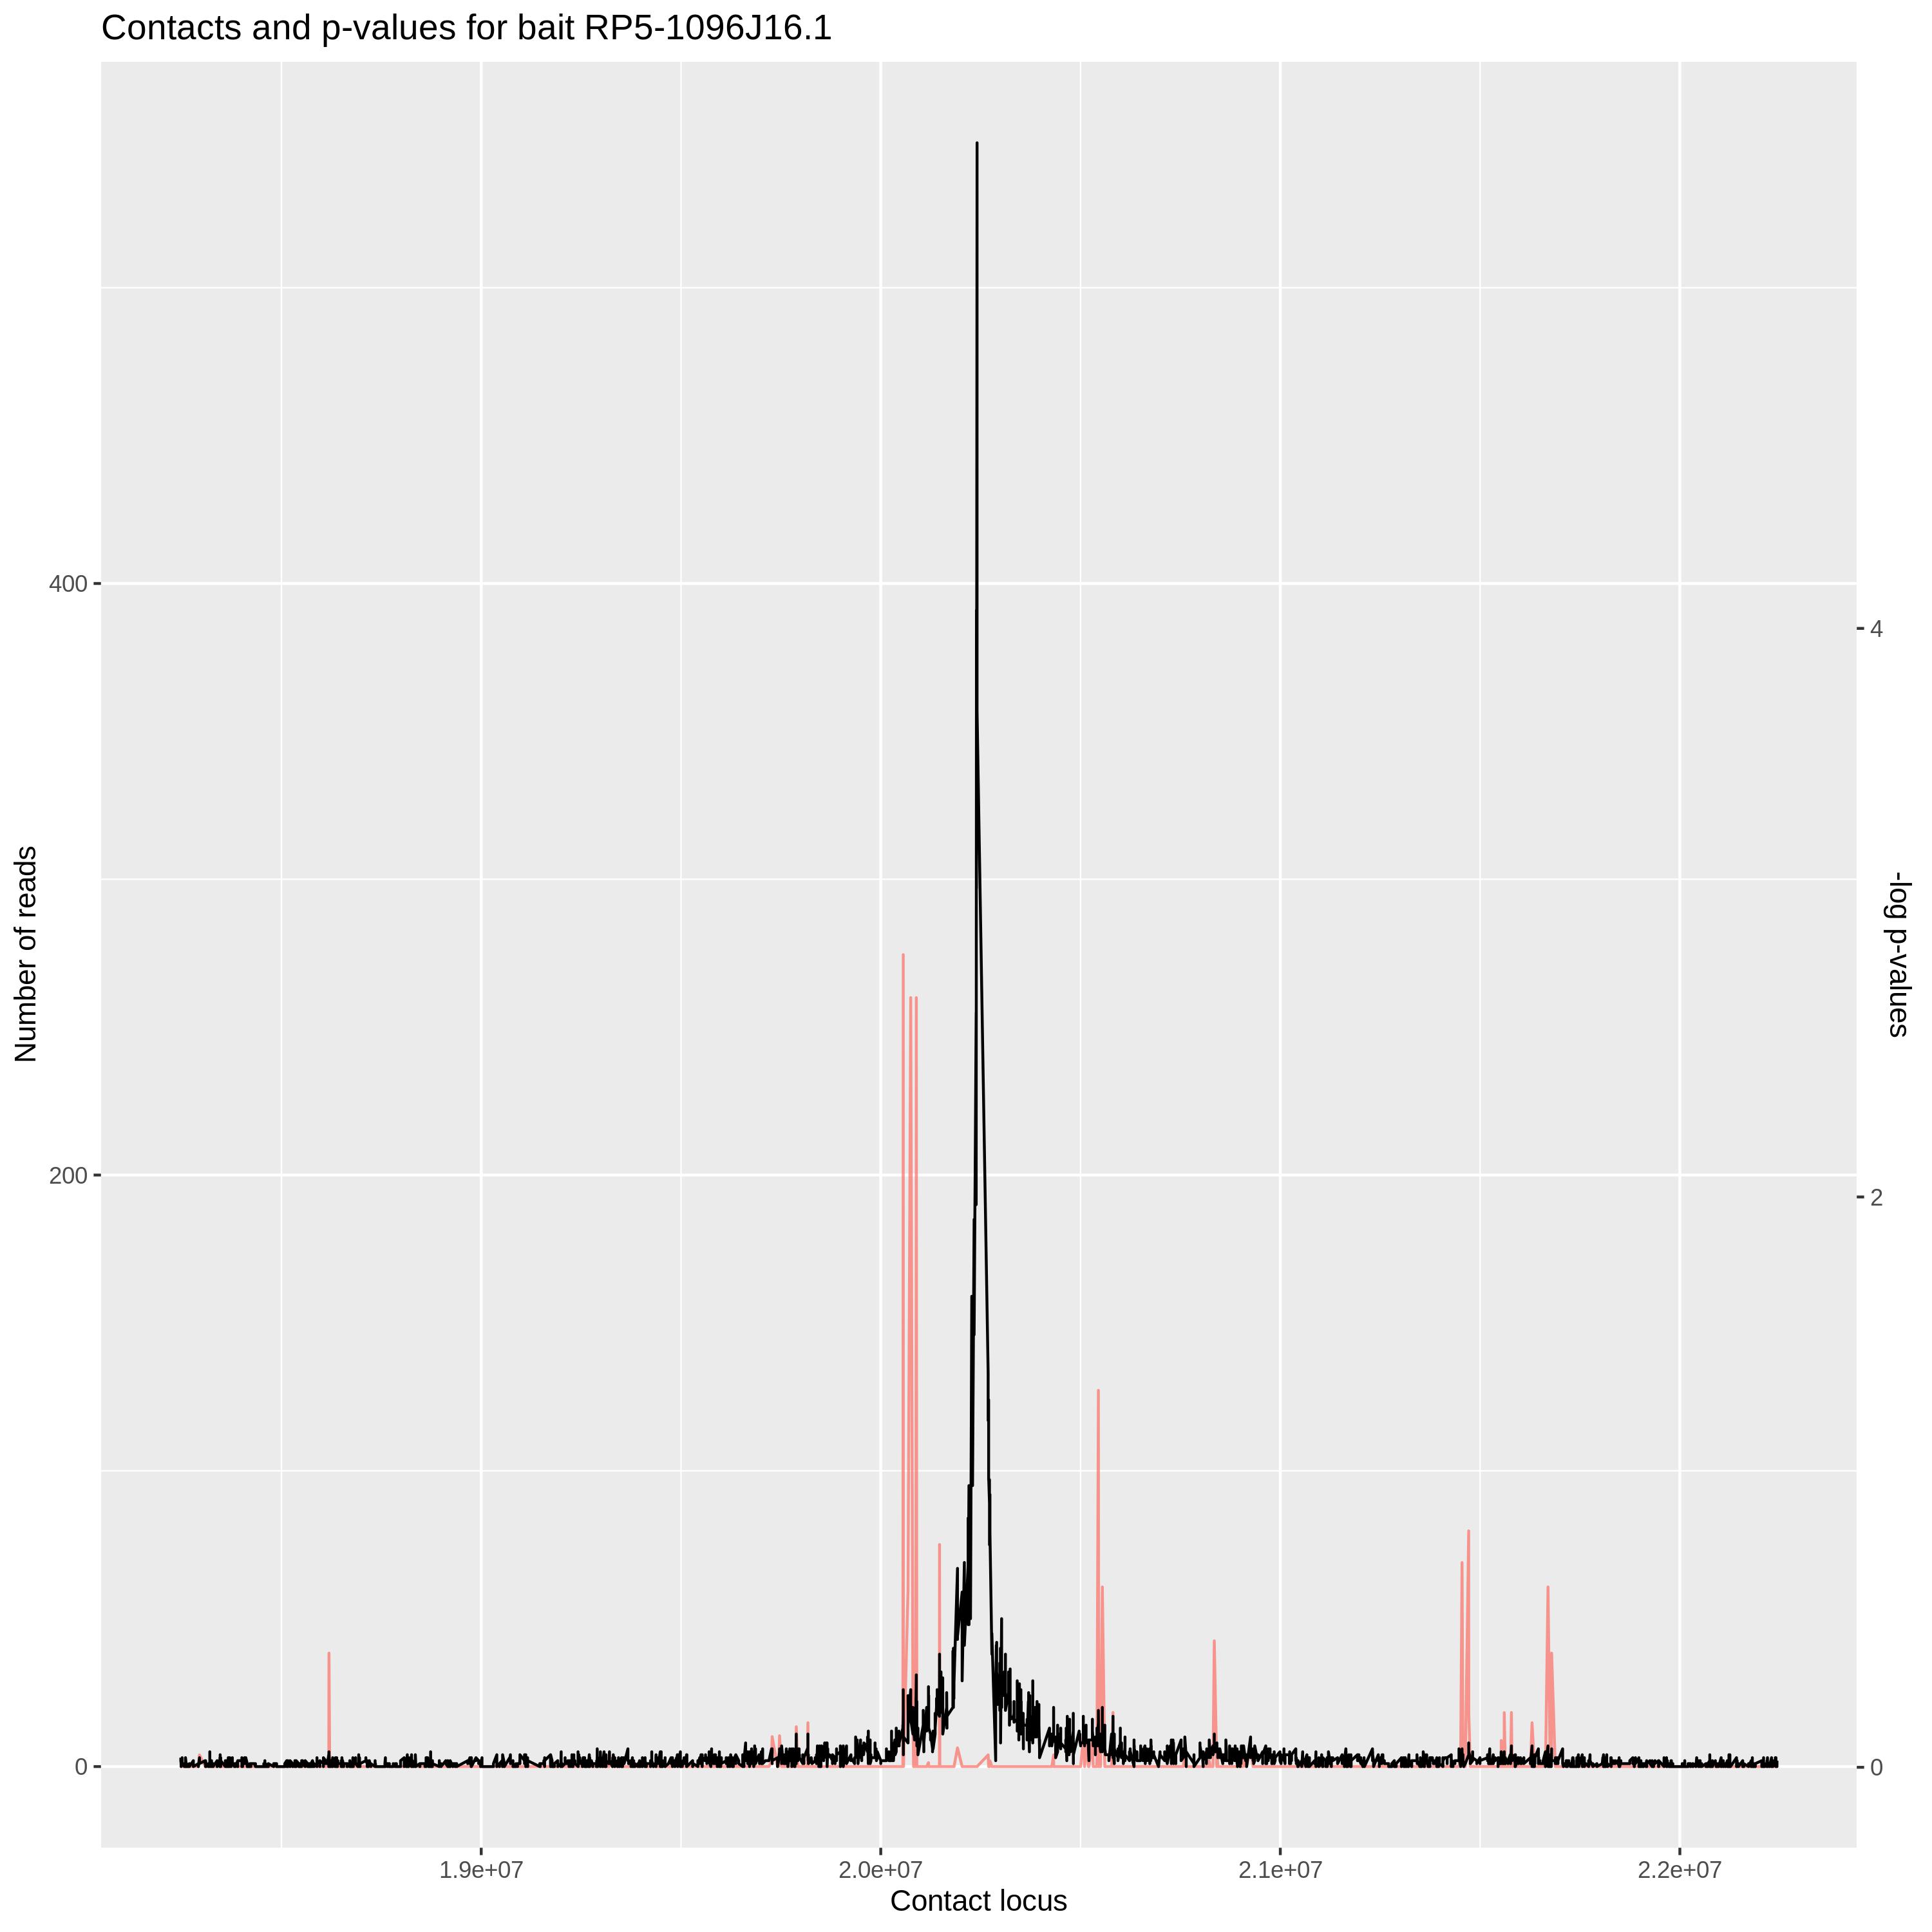 Contacts and p-values for bait RP5-1096J16.1
Number of reads
400
200
0
4
2
0
-log p-values
1.9e+07 2.0e+07 2.1e+07 2.2e+07
Contact locus